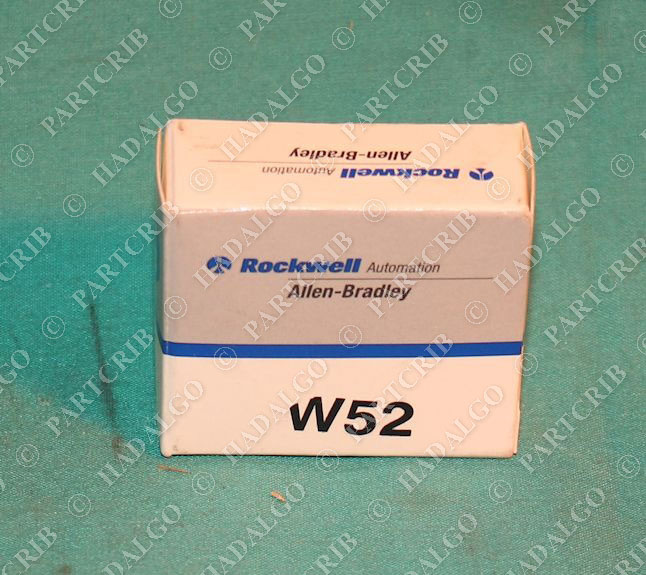 Rockwell Automation
Allen-Bradley
Rockwell Automation
Allen-Bradley
W52
© PARTCRIB
© HADALGO